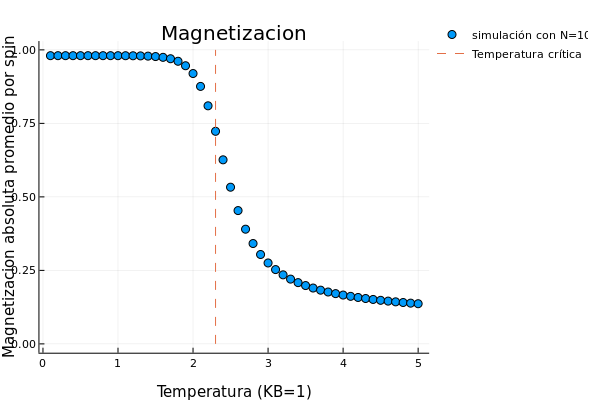 Magnetizacion
simulación con N=10
Temperatura crítica
Magnetizacion absoluta promedio por spin
1.00
0.75
0.50
0.25
0.00
0 1 2 3 4 5
Temperatura (KB=1)